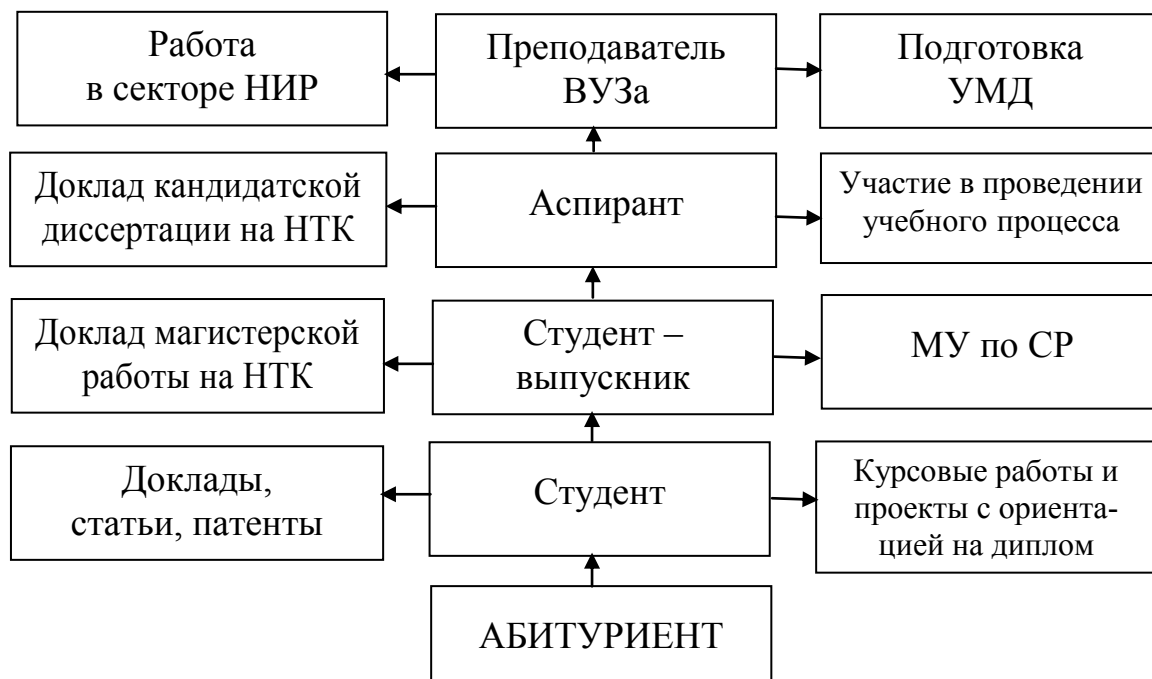 Работа
в секторе НИР
Преподаватель
ВУЗа
Подготовка
УМД
Доклад кандидатской
диссертации на НТК
Аспирант
Участие в проведении
учебного процесса
Доклад магистерской
работы на НТК
Студент –
выпускник
МУ по СР
Доклады,
статьи, патенты
Студент
Курсовые работы и
проекты с ориента-
цией на диплом
АБИТУРИЕНТ